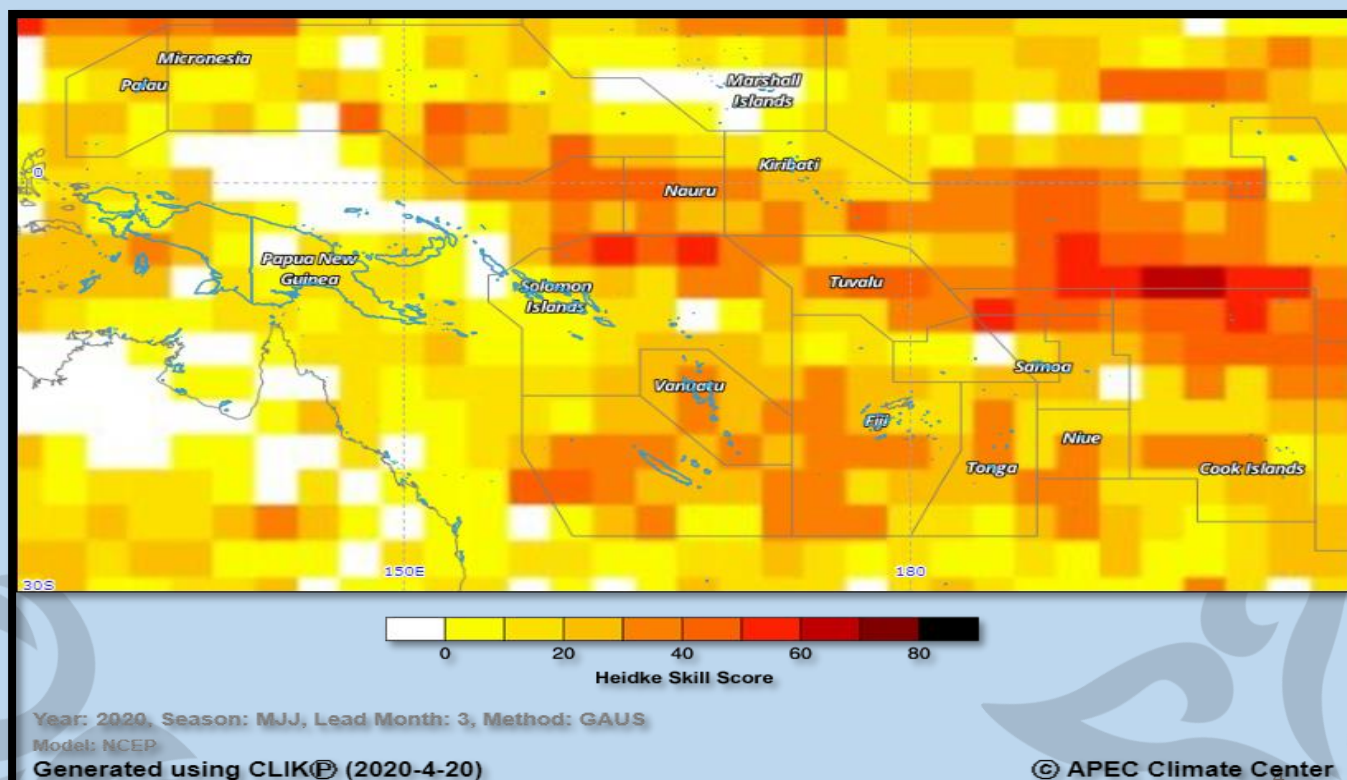 Micronesia
Palau
Marshall
Islands
Kiribati
0
Nauru
Papua New
Guinea
Solomon
Islands
Tuvalu
Samoa
Vanuatu
Fiji
Niue
Tonga
Cook Islands
150E
180
30S
0 20 40 60 80
Heidke Skill Score
Year: 2020, Season: MJJ, Lead Month: 3, Method: GAUS
Model: NCEP
Generated using CLIKⓅ (2020-4-20)
© APEC Climate Center